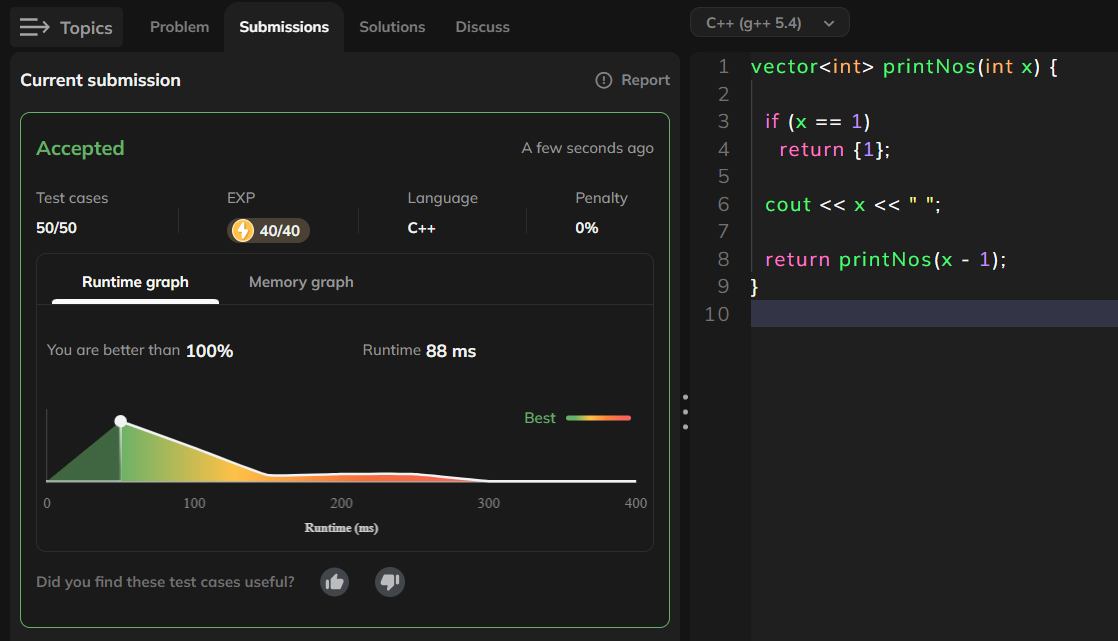 Topics Problem Submissions Solutions Discuss
Current submission Report
Accepted A few seconds ago
Test cases EXP Language Penalty
50/50 40/40 C++ 0%
Runtime graph Memory graph
You are better than 100% Runtime 88 ms
Best
0 100 200 300 400
Runtime (ms)
Did you find these test cases useful?
C++ (g++ 5.4)
1 vector<int> printNos(int x) {
2
3 if (x == 1)
4 return {1};
5
6 cout << x << " ";
7
8 return printNos(x - 1);
9 }
10